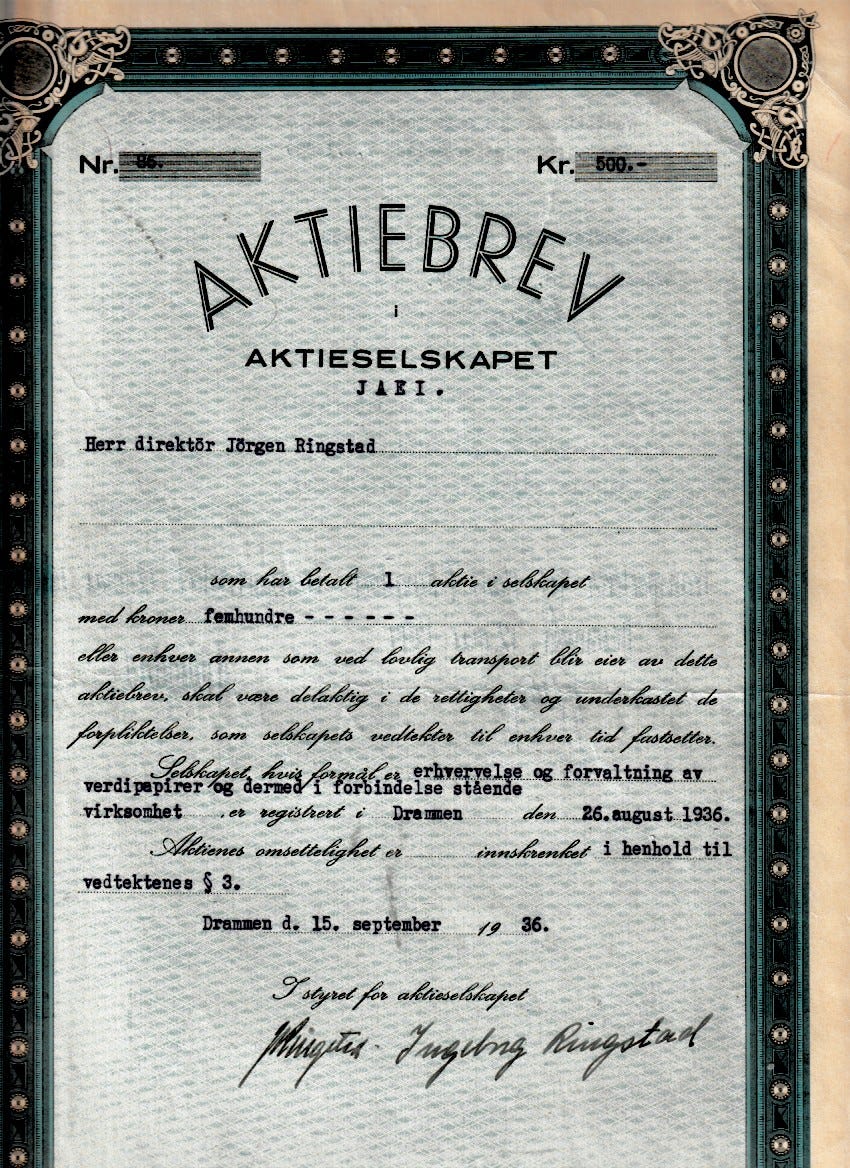 Nr. 86. Kr. 500.-
AKTIEBREV
i
AKTIESELSKAPET
JAKI.
Herr direktör Jörgen Ringstad
som har betalt 1 aktie i selskapet
med kroner femhundre - - - - - -
eller enhver annen som ved lovlig transport blir eier av dette
aktiebrev, skal være delaktig i de rettigheter og underkastet de
forpliktelser, som selskapets vedtekter til enhver tid fastsetter.
Selskapet, hvis formål er erhvervelse og forvaltning av
verdipapirer og dermed i forbindelse stående
virksomhet , er registrert i Drammen den 26.august 1936.
Aktienes omsettelighet er innskrenket i henhold til
vedtektenes § 3.
Drammen d. 15. september 19 36.
I styret for aktieselskapet
Ingeborg Ringstad